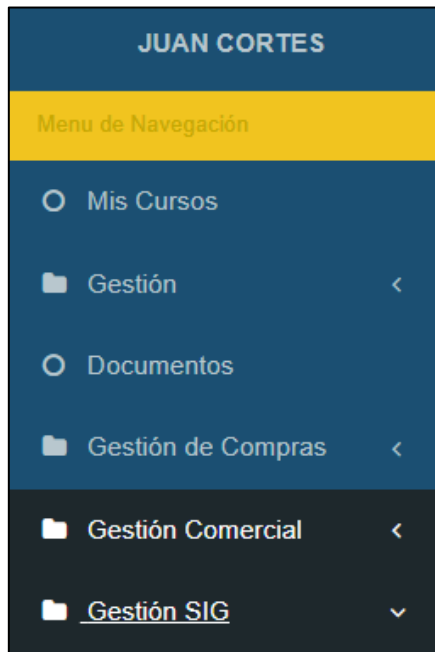 JUAN CORTES
Menu de Navegación
Mis Cursos
Gestión
Documentos
Gestión de Compras
Gestión Comercial
Gestión SIG